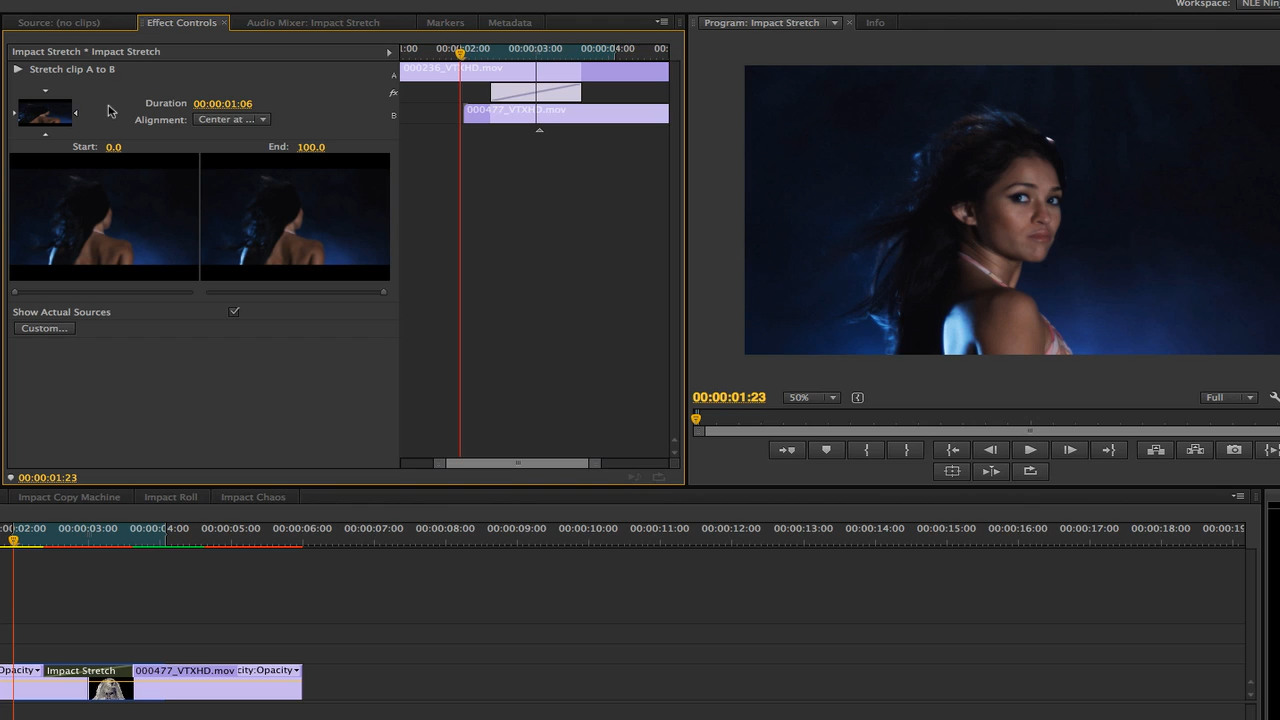 Workspace: NLE Nin
Source: (no clips) Effect Controls Audio Mixer: Impact Stretch Markers Metadata
Program: Impact Stretch Info
Impact Stretch * Impact Stretch
1:00 00:00:02:00 00:00:03:00 00:00:04:00 00:
Stretch clip A to B
A 000236_VTXHD.mov
fx
B 000477_VTXHD.mov
Duration 00:00:01:06
Alignment: Center at ...
Start: 0.0 End: 100.0
Show Actual Sources
Custom...
00:00:01:23 50% Full
00:00:01:23
Impact Copy Machine Impact Roll Impact Chaos
:00:02:00 00:00:03:00 00:00:04:00 00:00:05:00 00:00:06:00 00:00:07:00 00:00:08:00 00:00:09:00 00:00:10:00 00:00:11:00 00:00:12:00 00:00:13:00 00:00:14:00 00:00:15:00 00:00:16:00 00:00:17:00 00:00:18:00 00:00:19
Opacity Impact Stretch 000477_VTXHD.mov city:Opacity